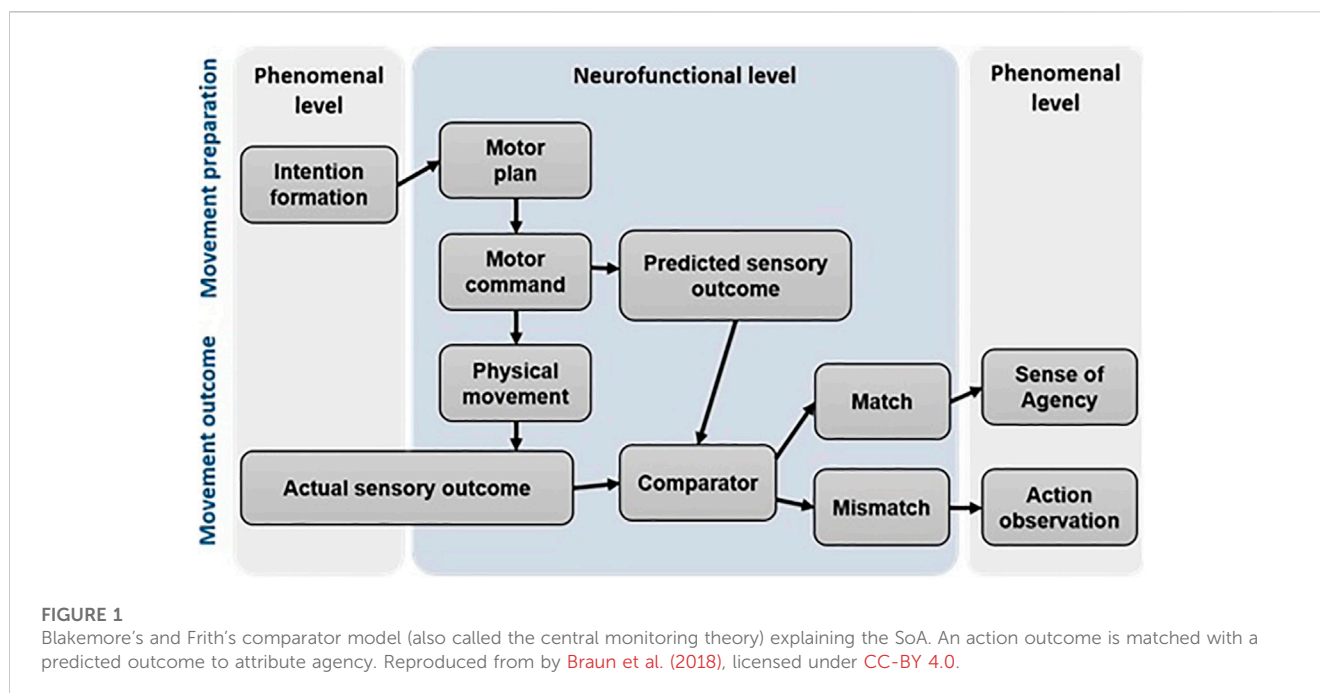 Movement preparation
Movement outcome
Phenomenal
level
Neurofunctional level
Phenomenal
level
Intention
formation
Motor
plan
Motor
command
Predicted sensory
outcome
Physical
movement
Actual sensory outcome
Comparator
Match
Mismatch
Sense of
Agency
Action
observation
FIGURE 1
Blakemore’s and Frith’s comparator model (also called the central monitoring theory) explaining the SoA. An action outcome is matched with a
predicted outcome to attribute agency. Reproduced from by Braun et al. (2018), licensed under CC-BY 4.0.